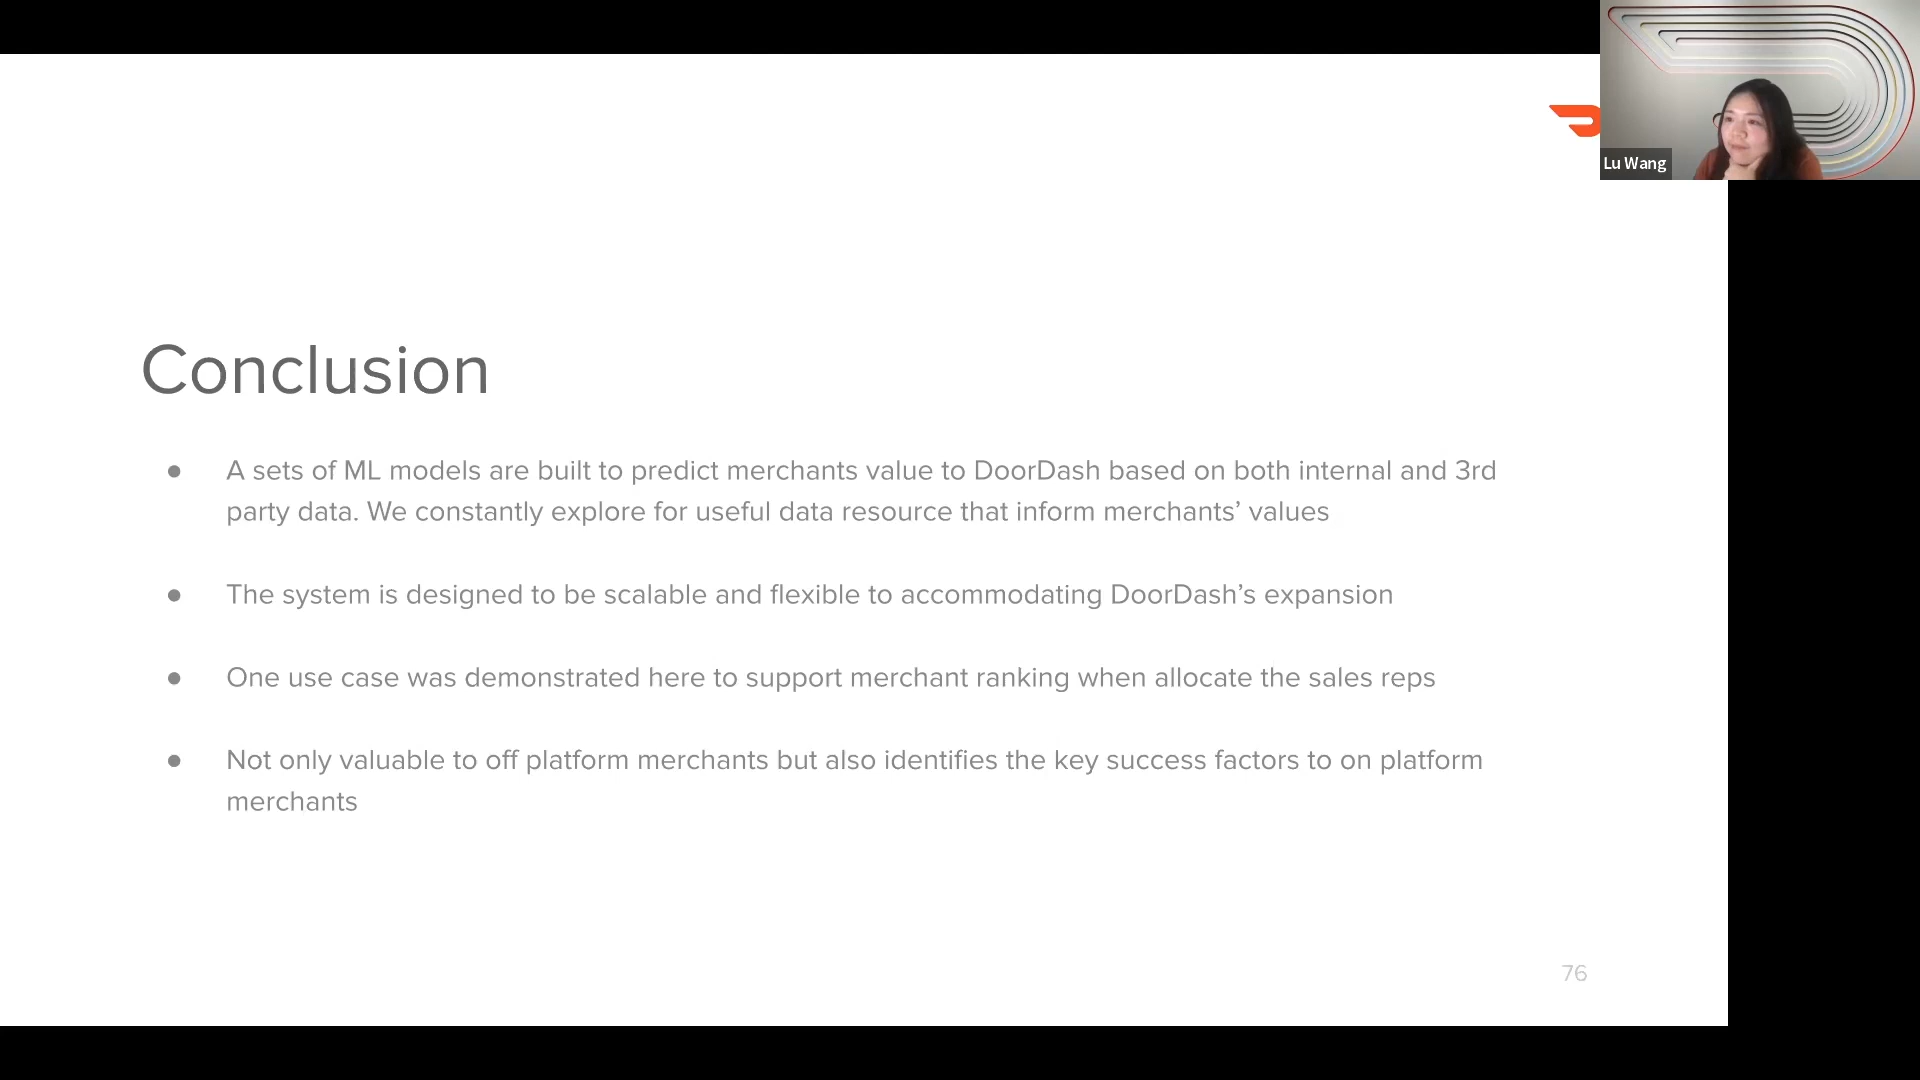 Lu Wang
Conclusion
● A sets of ML models are built to predict merchants value to DoorDash based on both internal and 3rd
party data. We constantly explore for useful data resource that inform merchants’ values
● The system is designed to be scalable and flexible to accommodating DoorDash’s expansion
● One use case was demonstrated here to support merchant ranking when allocate the sales reps
● Not only valuable to off platform merchants but also identifies the key success factors to on platform
merchants
76